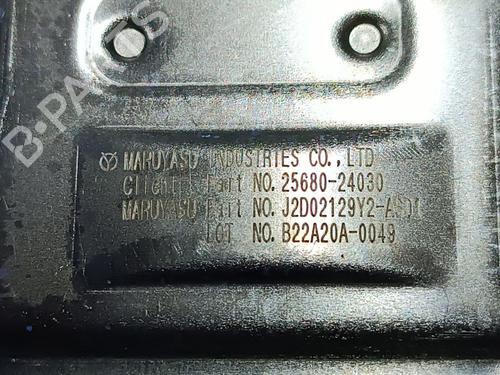 B-PARTS
MARUYASU INDUSTRIES CO.,LTD
Client Part NO. 25680-24030
MARUYASU Part NO. J2D02129Y2-ASD1
LOT NO. B22A20A-0049